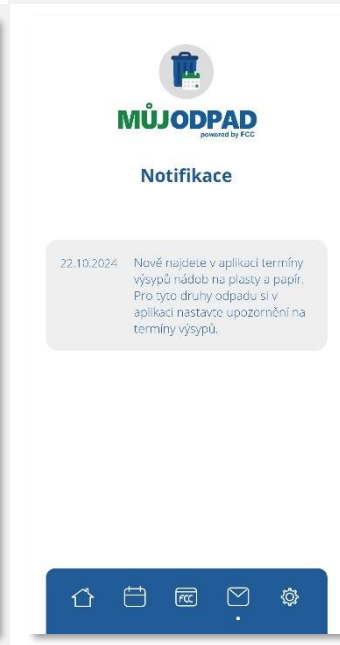 MŮJODPAD
powered by FCC
Notifikace
22.10.2024 Nově najdete v aplikaci termíny
výsypů nádob na plasty a papír.
Pro tyto druhy odpadu si v
aplikaci nastavte upozornění na
termíny výsypů.
FCC